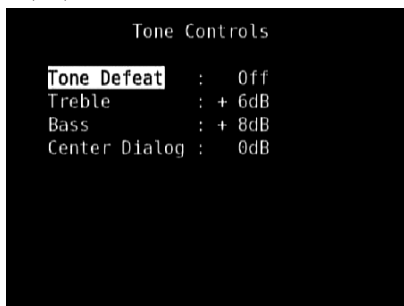 Tone Controls
Tone Defeat : Off
Treble : + 6dB
Bass : + 8dB
Center Dialog : 0dB